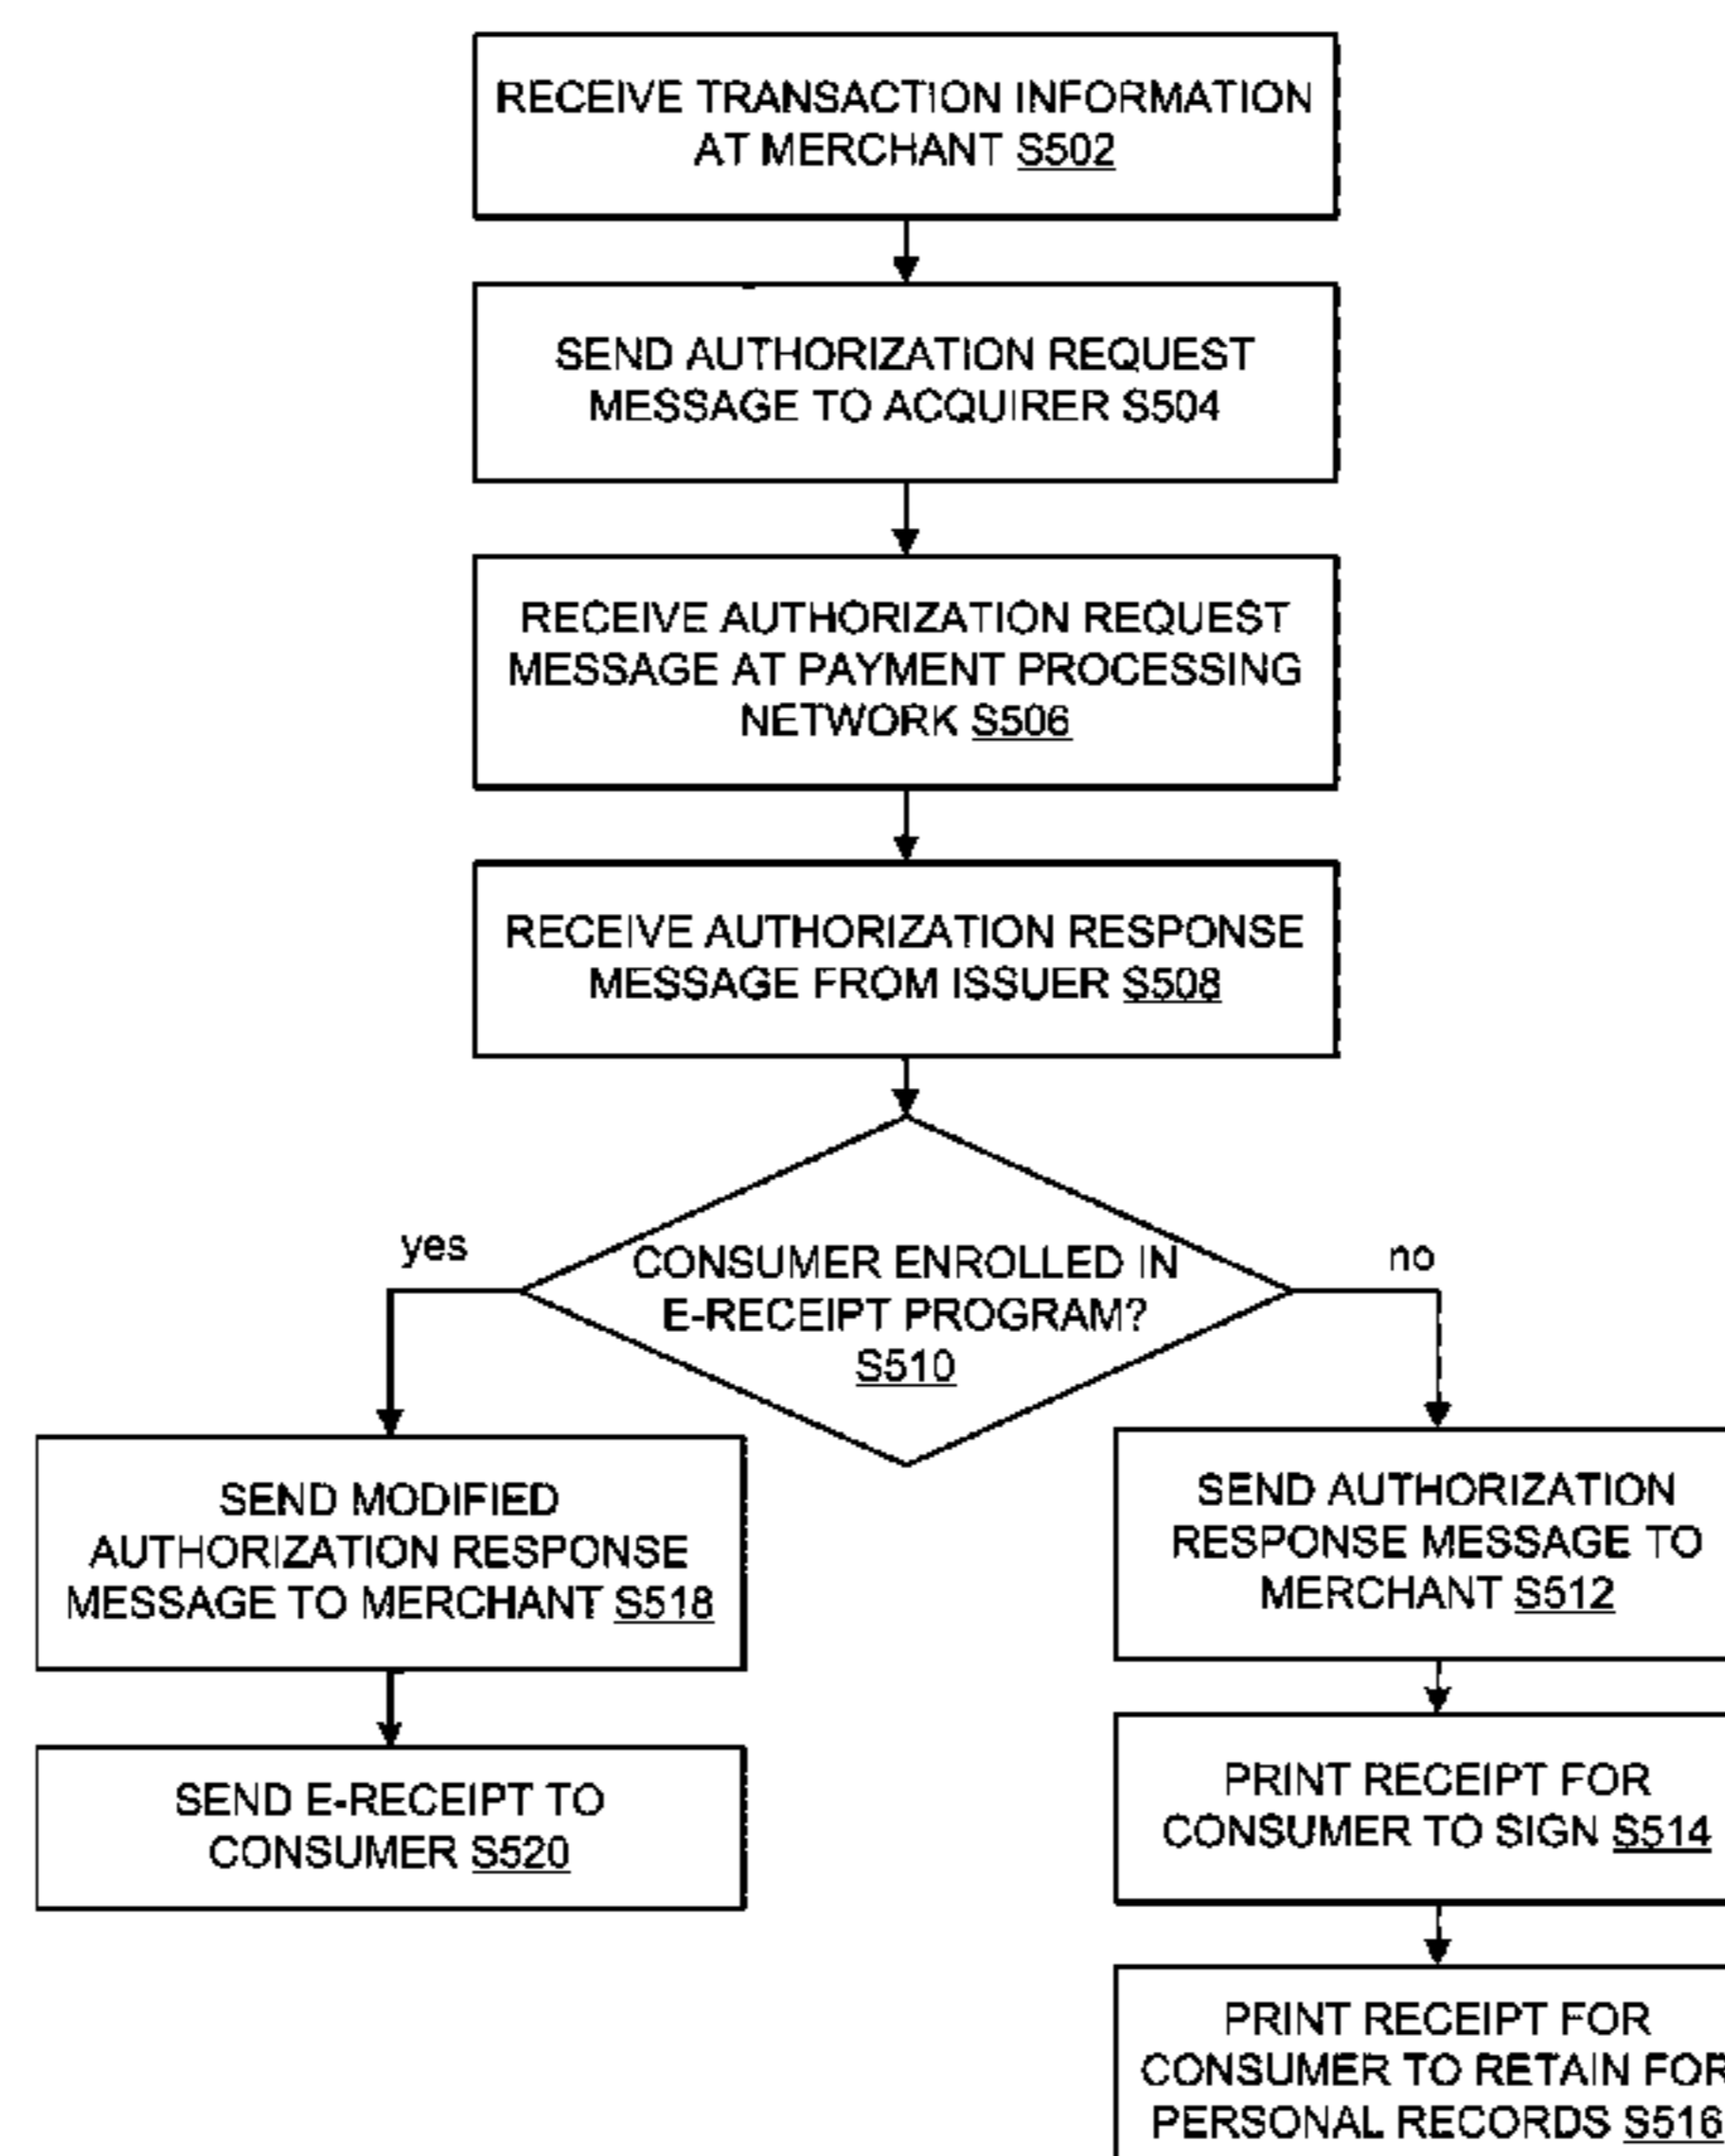 RECEIVE TRANSACTION INFORMATION
AT MERCHANT S502
SEND AUTHORIZATION REQUEST
MESSAGE TO ACQUIRER S504
RECEIVE AUTHORIZATION REQUEST
MESSAGE AT PAYMENT PROCESSING
NETWORK S506
RECEIVE AUTHORIZATION RESPONSE
MESSAGE FROM ISSUER S508
CONSUMER ENROLLED IN
E-RECEIPT PROGRAM?
S510
yes
no
SEND MODIFIED
AUTHORIZATION RESPONSE
MESSAGE TO MERCHANT S518
SEND E-RECEIPT TO
CONSUMER S520
SEND AUTHORIZATION
RESPONSE MESSAGE TO
MERCHANT S512
PRINT RECEIPT FOR
CONSUMER TO SIGN S514
PRINT RECEIPT FOR
CONSUMER TO RETAIN FOR
PERSONAL RECORDS S516